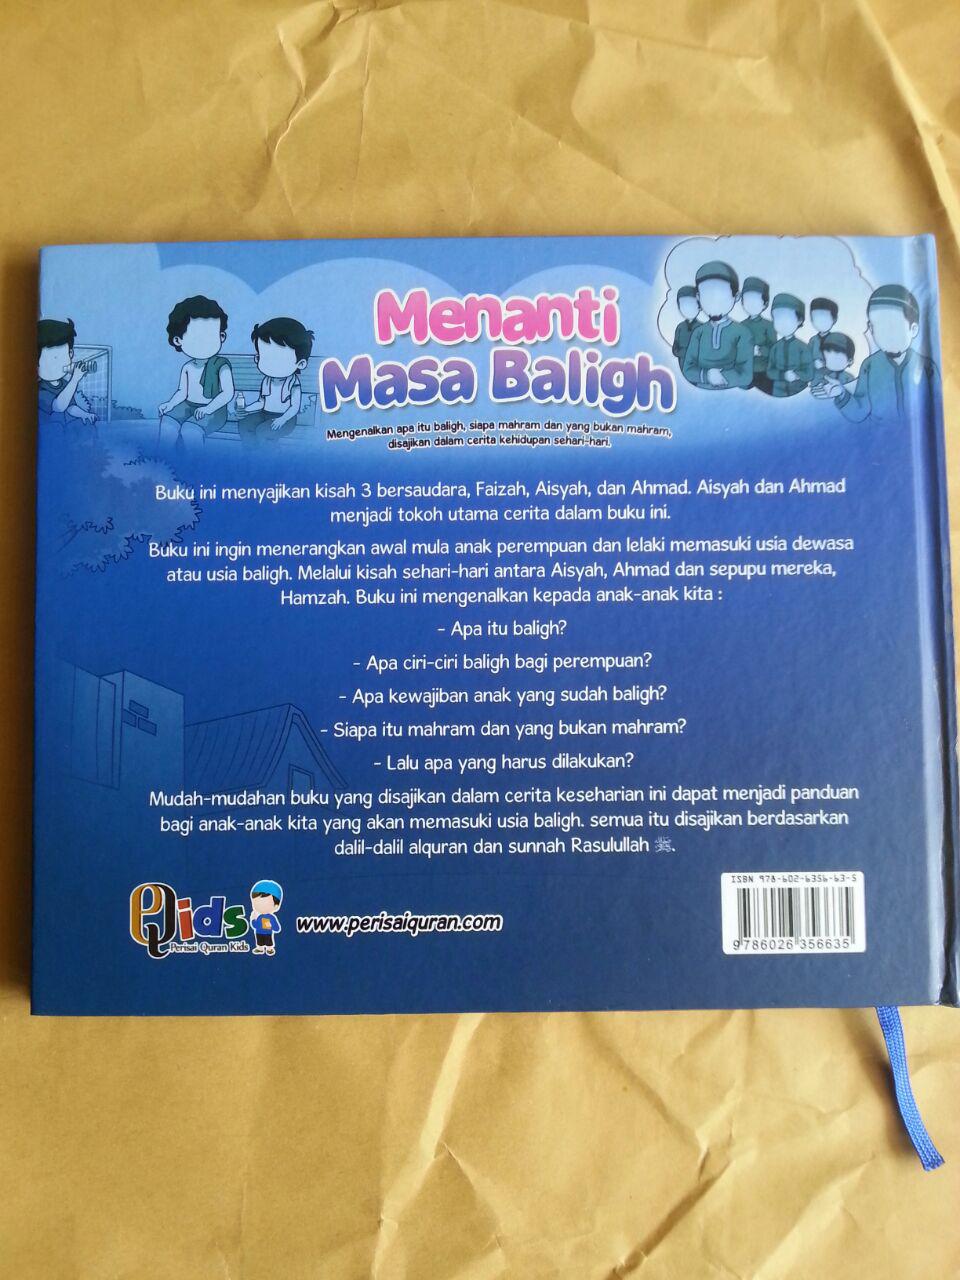 Menanti
Masa Baligh
Mengenalkan apa itu baligh, siapa mahram dan yang bukan mahram,
disajikan dalam cerita kehidupan sehari-hari.
Buku ini menyajikan kisah 3 bersaudara, Faizah, Aisyah, dan Ahmad. Aisyah dan Ahmad
menjadi tokoh utama cerita dalam buku ini.
Buku ini ingin menerangkan awal mula anak perempuan dan lelaki memasuki usia dewasa
atau usia baligh. Melalui kisah sehari-hari antara Aisyah, Ahmad dan sepupu mereka,
Hamzah. Buku ini mengenalkan kepada anak-anak kita :
- Apa itu baligh?
- Apa ciri-ciri baligh bagi perempuan?
- Apa kewajiban anak yang sudah baligh?
- Siapa itu mahram dan yang bukan mahram?
- Lalu apa yang harus dilakukan?
Mudah-mudahan buku yang disajikan dalam cerita keseharian ini dapat menjadi panduan
bagi anak-anak kita yang akan memasuki usia baligh. semua itu disajikan berdasarkan
dalil-dalil alquran dan sunnah Rasulullah ﷺ.
PQ kids
Perisai Quran Kids
www.perisaiquran.com
ISBN 978-602-6356-63-5
9 786026 356635